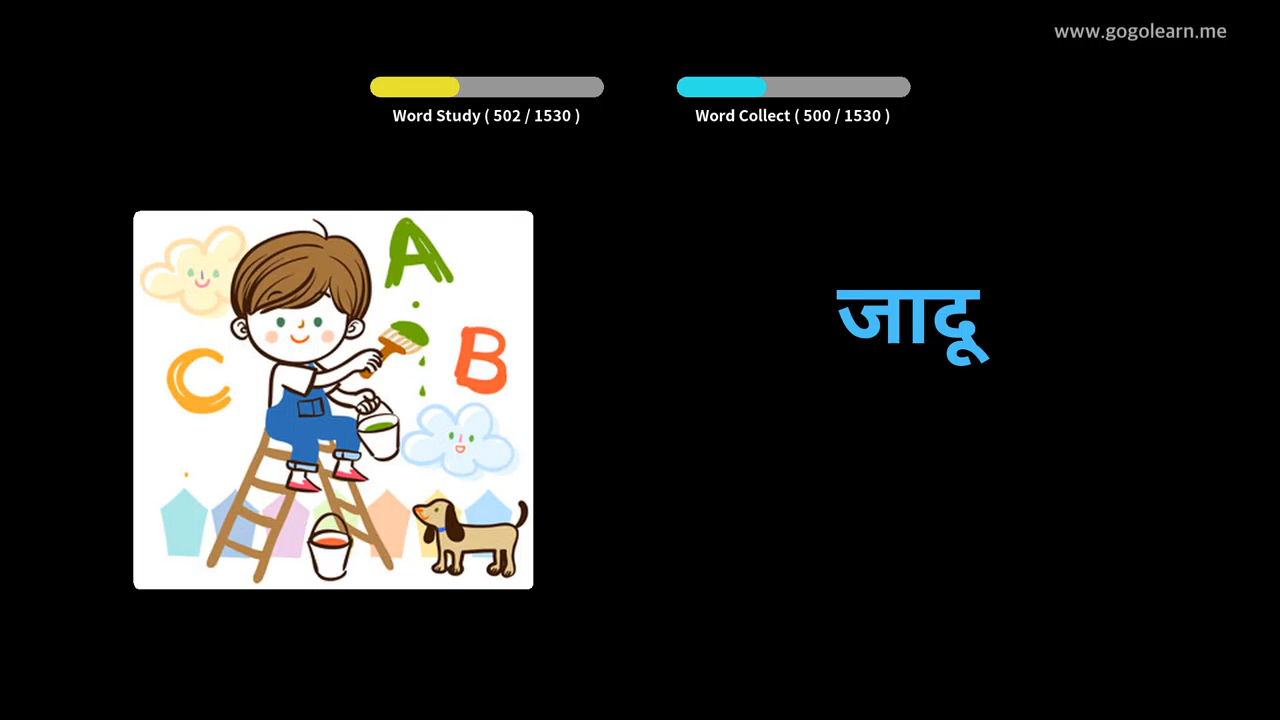 www.gogolearn.me
Word Study ( 502 / 1530 )
Word Collect ( 500 / 1530 )
A
B
C
जादू